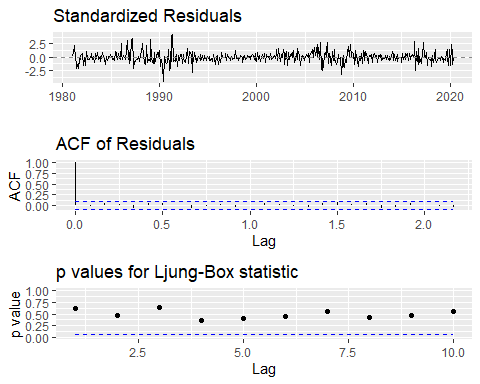 Standardized Residuals
2.5
0.0
-2.5
1980 1990 2000 2010 2020
ACF of Residuals
ACF
1.00
0.75
0.50
0.25
0.00
0.0 0.5 1.0 1.5 2.0
Lag
p values for Ljung-Box statistic
p value
1.00
0.75
0.50
0.25
0.00
2.5 5.0 7.5 10.0
Lag